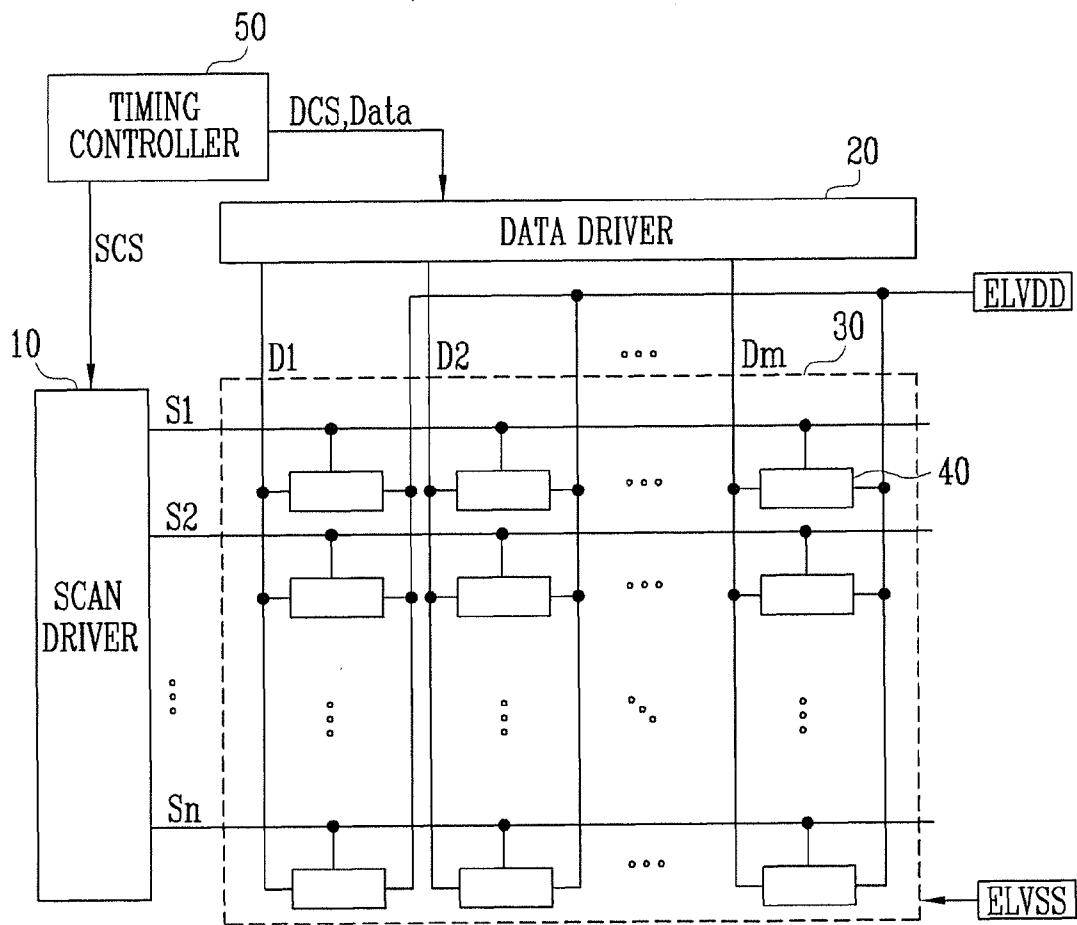 50
TIMING
CONTROLLER
DCS,Data
20
DATA DRIVER
SCS
ELVDD
10
D1
D2
Dm
30
S1
40
S2
SCAN
DRIVER
Sn
ELVSS